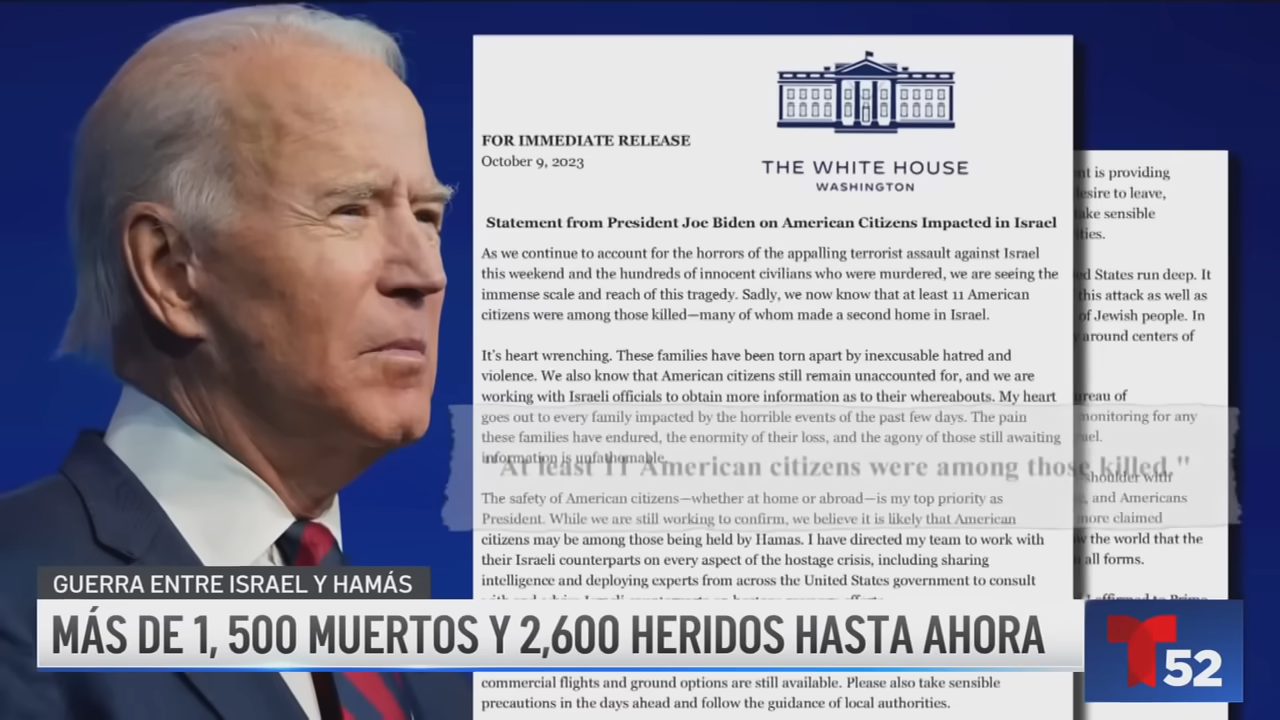 FOR IMMEDIATE RELEASE
October 9, 2023
THE WHITE HOUSE
WASHINGTON
Statement from President Joe Biden on American Citizens Impacted in Israel
As we continue to account for the horrors of the appalling terrorist assault against Israel
this weekend and the hundreds of innocent civilians who were murdered, we are seeing the
immense scale and reach of this tragedy. Sadly, we now know that at least 11 American
citizens were among those killed—many of whom made a second home in Israel.
It's heart wrenching. These families have been torn apart by inexcusable hatred and
violence. We also know that American citizens still remain unaccounted for, and we are
working with Israeli officials to obtain more information as to their whereabouts. My heart
goes out to every family impacted by the horrible events of the past few days. The pain
these families have endured, the enormity of their loss, and the agony of those still awaiting
information is unfathomable.
"At least 11 American citizens were among those killed."
The safety of American citizens—whether at home or abroad—is my top priority as
President. While we are still working to confirm, we believe it is likely that American
citizens may be among those being held by Hamas. I have directed my team to work with
their Israeli counterparts on every aspect of the hostage crisis, including sharing
intelligence and deploying experts from across the United States government to consult
commercial flights and ground options are still available. Please also take sensible
precautions in the days ahead and follow the guidance of local authorities.
is providing
desire to leave,
sensible
States run deep. It
this attack as well as
of Jewish people. In
around centers of
of
monitoring for any
shoulder with
, and Americans
more claimed
the world that the
all forms.
GUERRA ENTRE ISRAEL Y HAMÁS
MÁS DE 1, 500 MUERTOS Y 2,600 HERIDOS HASTA AHORA
T 52